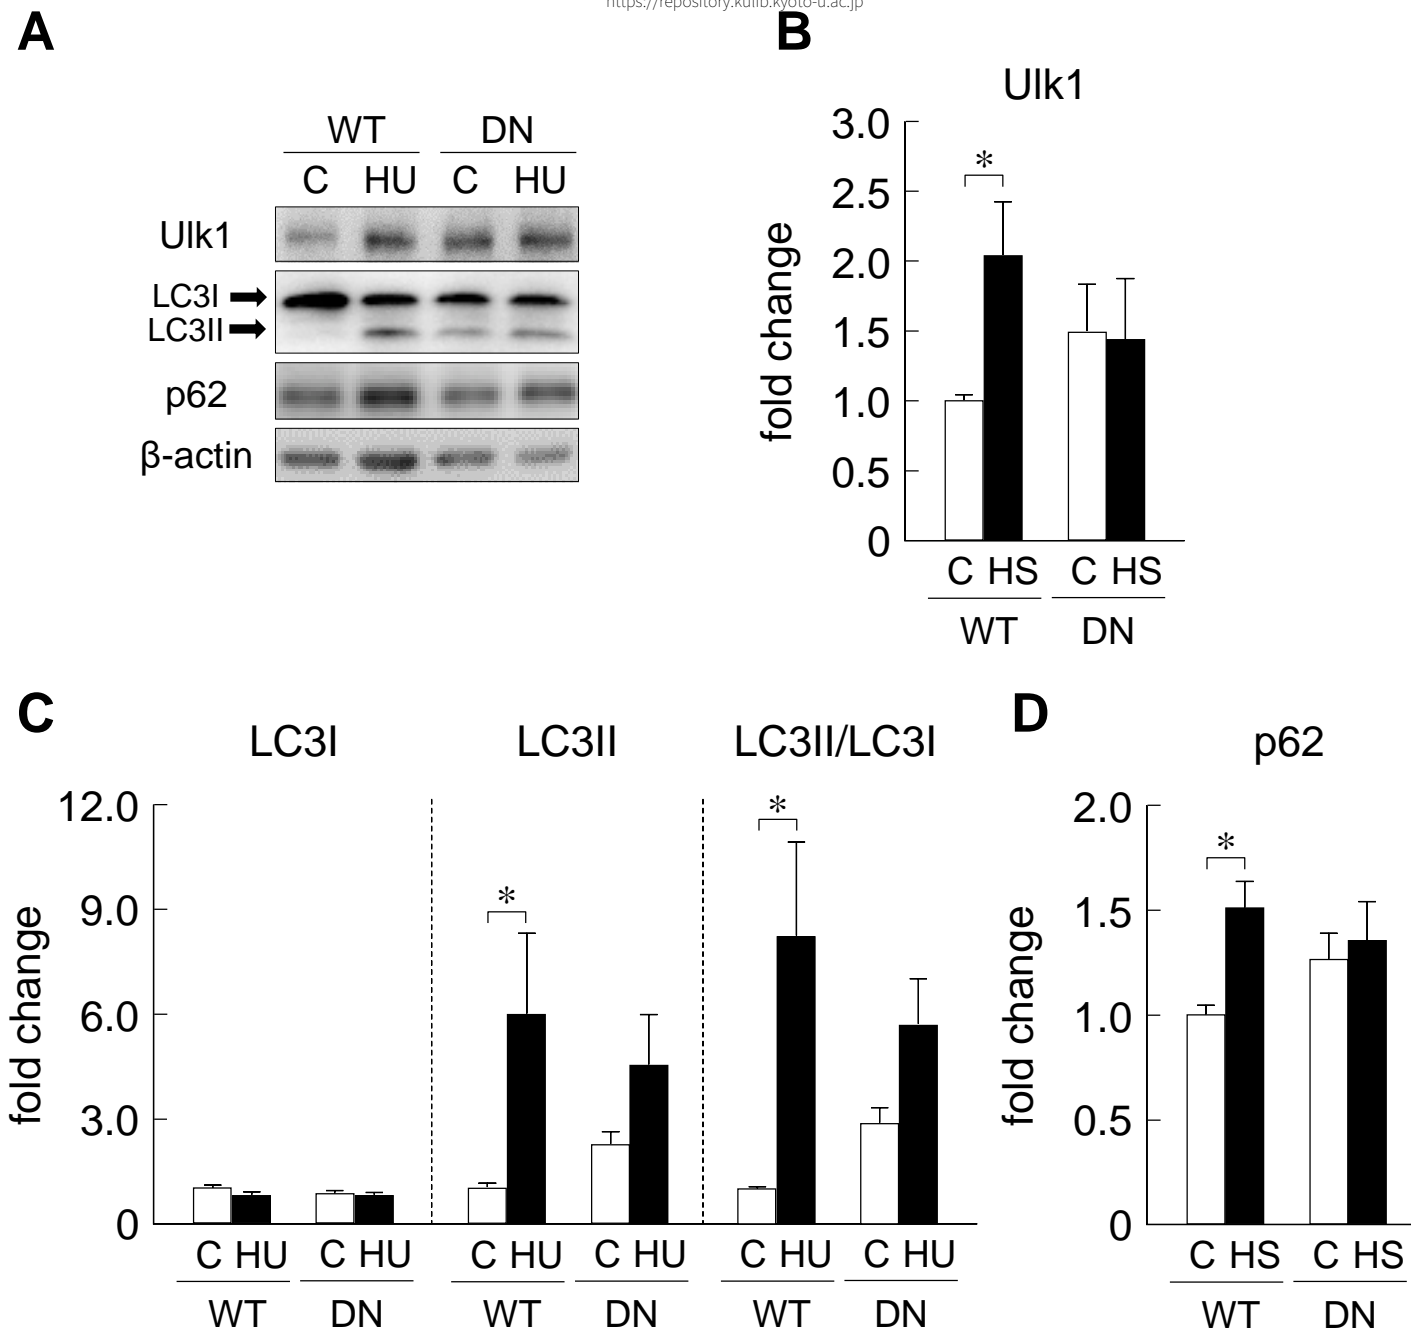 https://repository.kulib.kyoto-u.ac.jp
A
WT DN
C HU C HU
Ulk1
LC3I
LC3II
p62
β-actin
B
Ulk1
fold change
3.0
2.5
2.0
1.5
1.0
0.5
0
*
C HS C HS
WT DN
C
LC3I LC3II LC3II/LC3I
fold change
12.0
9.0
6.0
3.0
0
*
*
C HU C HU C HU C HU C HU C HU
WT DN WT DN WT DN
D
p62
fold change
2.0
1.5
1.0
0.5
0
*
C HS C HS
WT DN